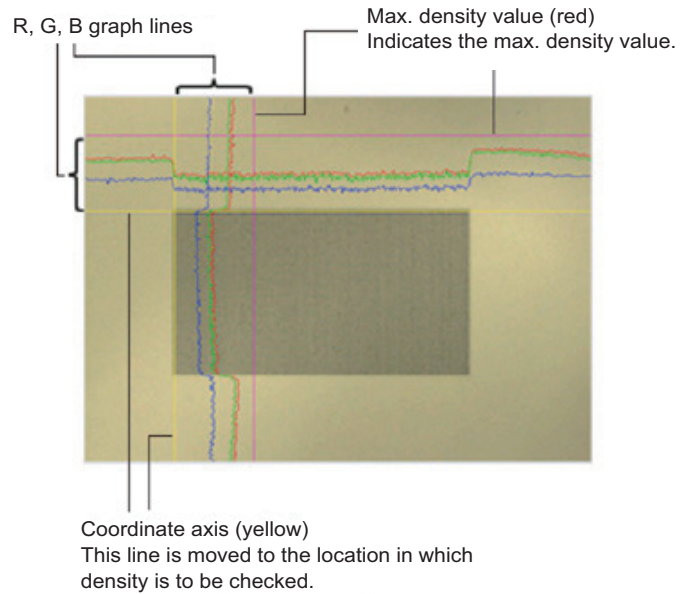 R, G, B graph lines
Max. density value (red)
Indicates the max. density value.
Coordinate axis (yellow)
This line is moved to the location in which
density is to be checked.